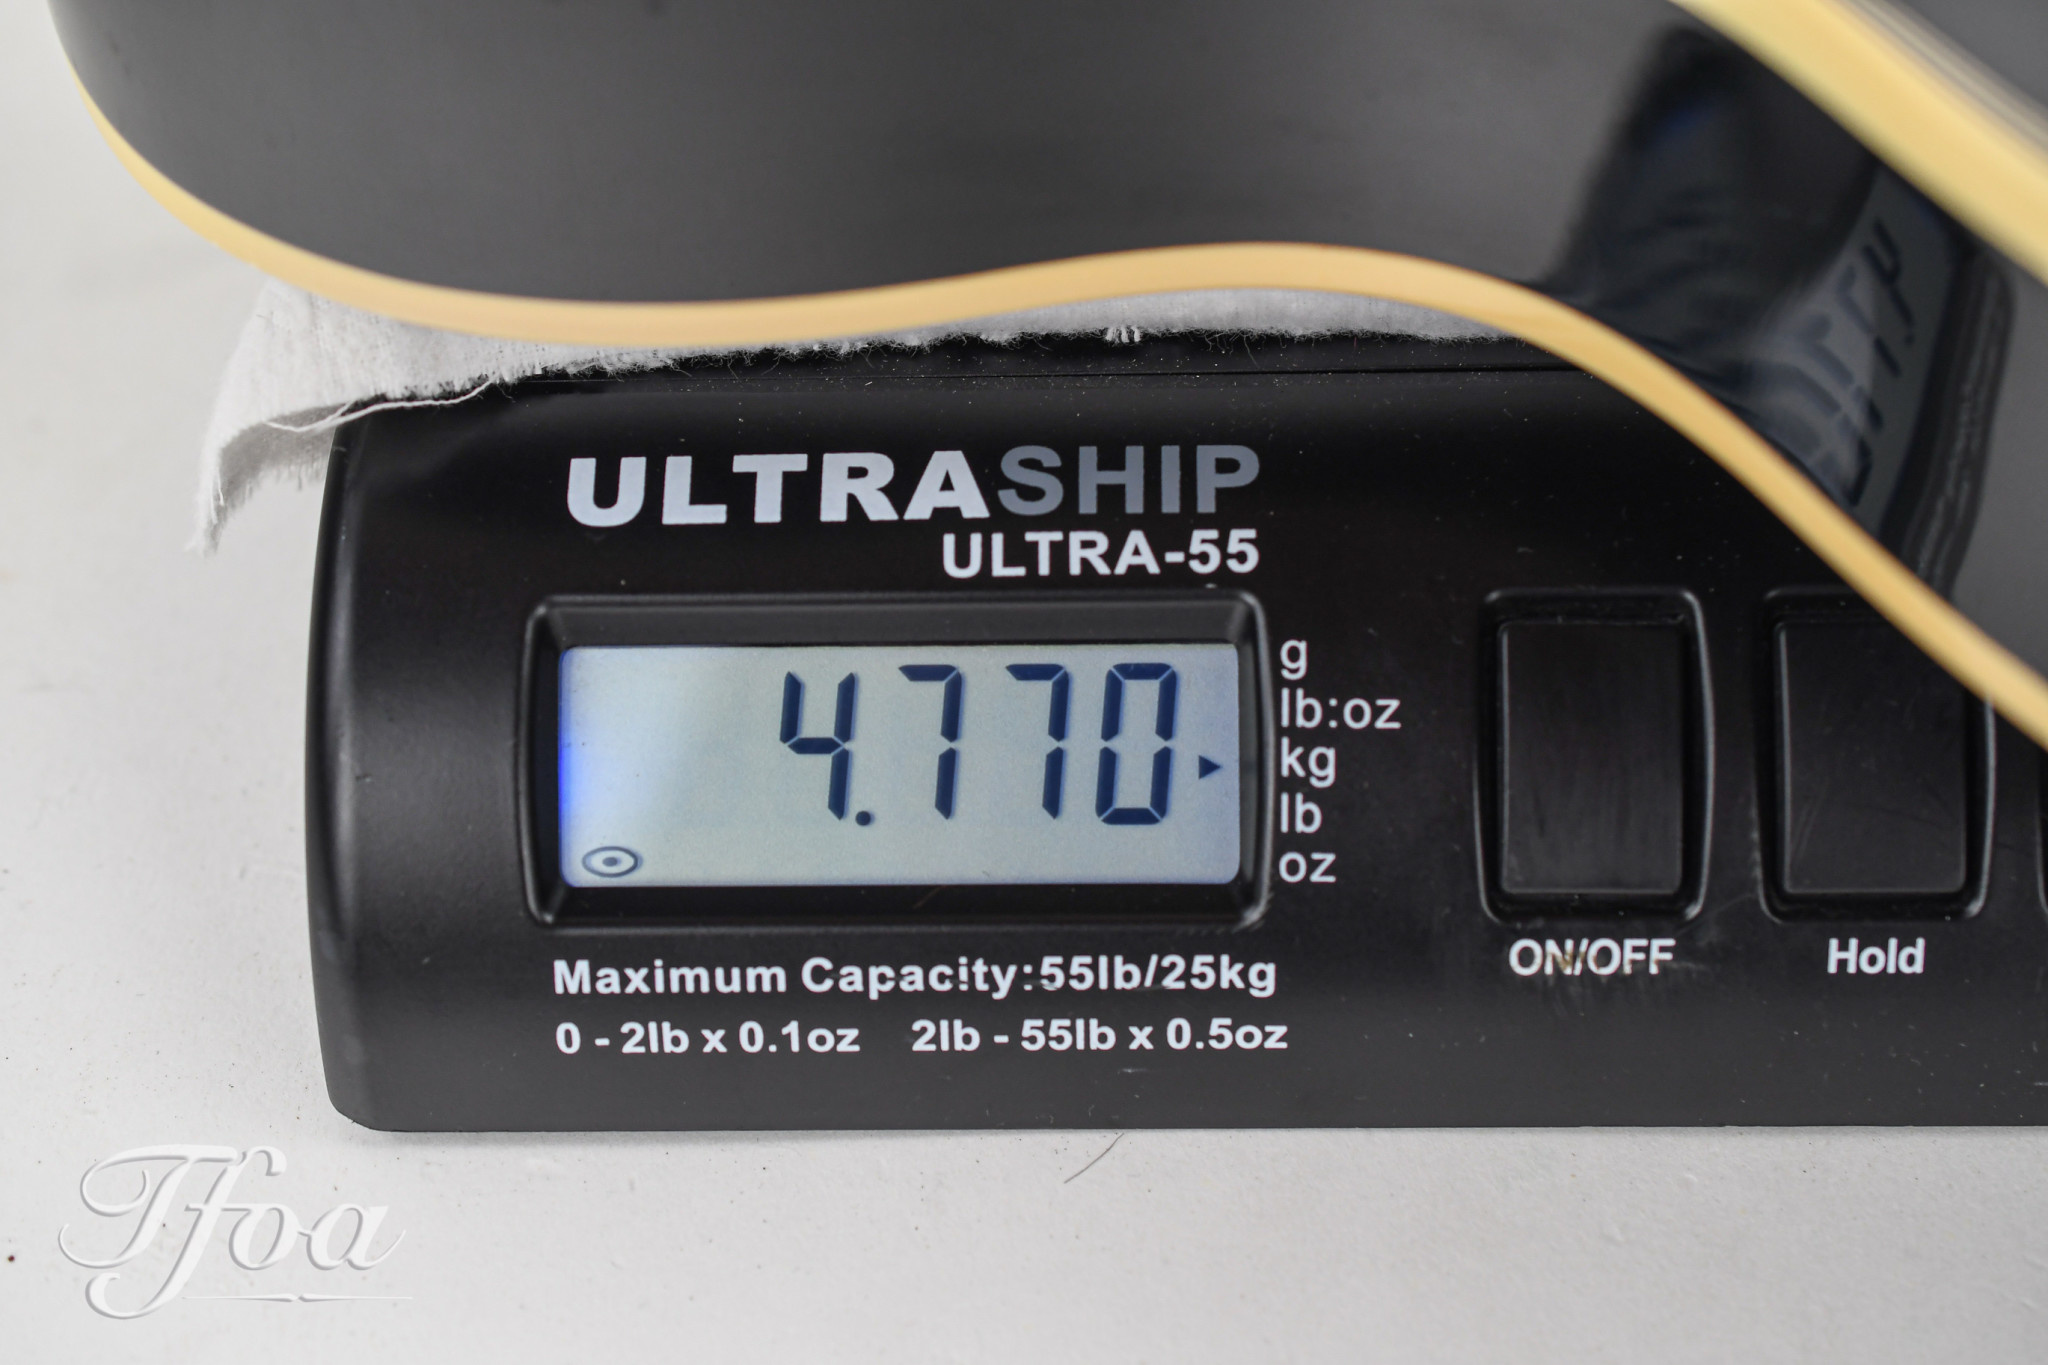 ULTRASHIP
ULTRA-55
4.770
g
lb:oz
kg
lb
oz
ON/OFF
Hold
Maximum Capacity:55lb/25kg
0 - 2lb x 0.1oz 2lb - 55lb x 0.5oz
Tfoa